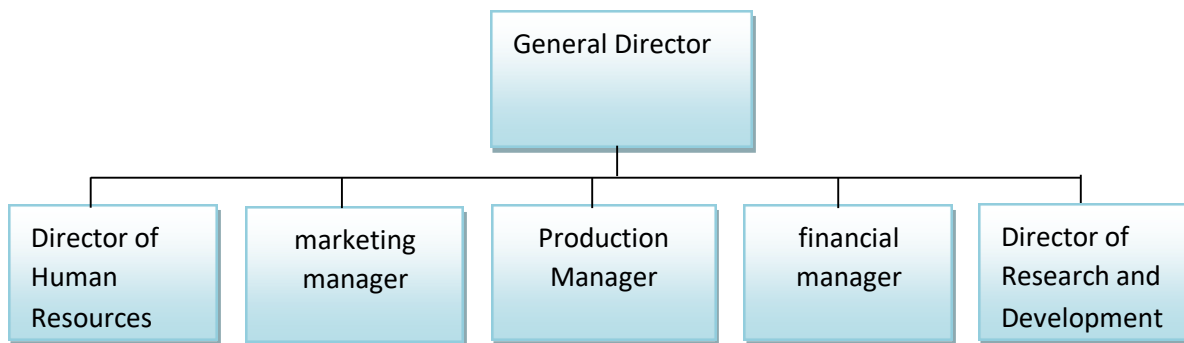 General Director
Director of
Human
Resources
marketing
manager
Production
Manager
financial
manager
Director of
Research and
Development